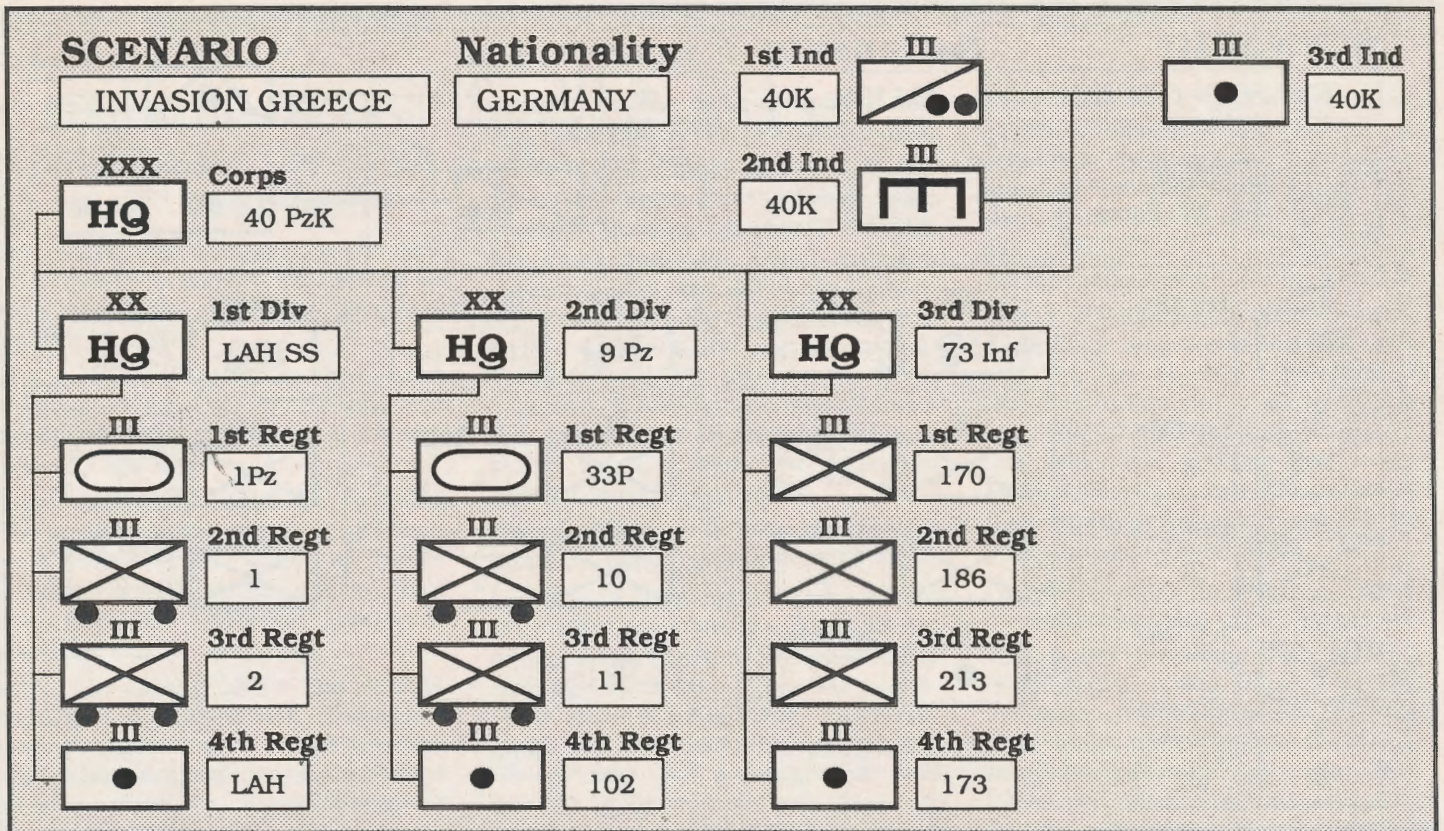 SCENARIO Nationality
INVASION GREECE GERMANY
1st Ind III III 3rd Ind
40K 40K
2nd Ind III
40K
XXX Corps
HQ 40 PzK
XX 1st Div XX 2nd Div XX 3rd Div
HQ LAH SS HQ 9 Pz HQ 73 Inf
III 1st Regt III 1st Regt III 1st Regt
1Pz 33P 170
III 2nd Regt III 2nd Regt III 2nd Regt
1 10 186
III 3rd Regt III 3rd Regt III 3rd Regt
2 11 213
III 4th Regt III 4th Regt III 4th Regt
LAH 102 173